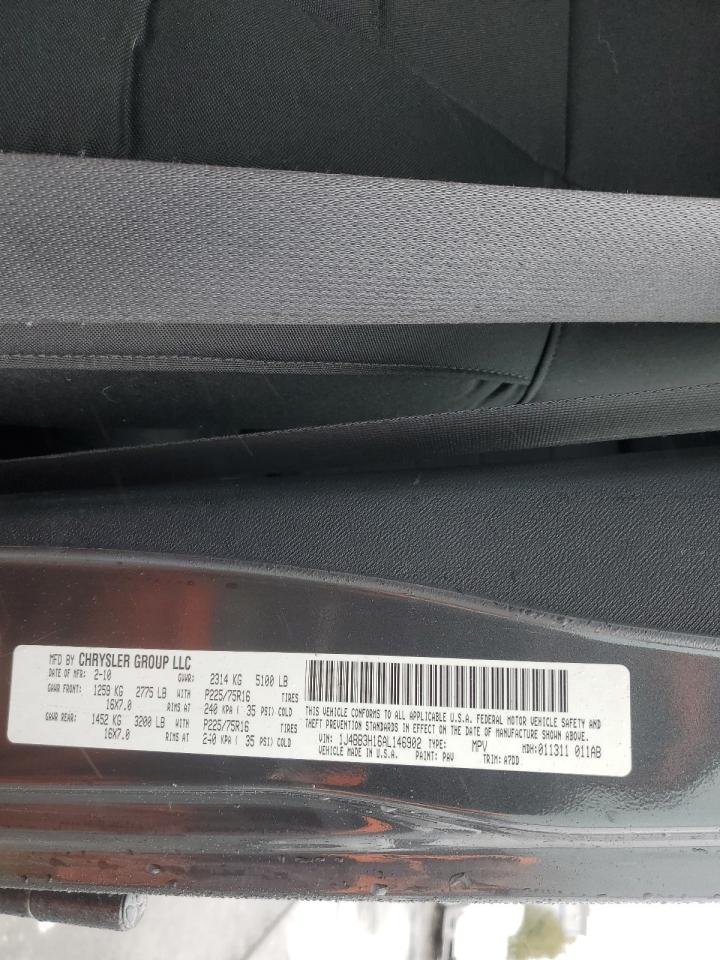 MFD BY CHRYSLER GROUP LLC
DATE OF MFR: 2-10 GVWR: 2314 KG 5100 LB
GAWR FRONT: 1259 KG 2775 LB WITH P225/75R16 TIRES
16X7.0 RIMS AT 240 KPA ( 35 PSI) COLD
GAWR REAR: 1452 KG 3200 LB WITH P225/75R16 TIRES
16X7.0 RIMS AT 240 KPA ( 35 PSI) COLD
THIS VEHICLE CONFORMS TO ALL APPLICABLE U.S.A. FEDERAL MOTOR VEHICLE SAFETY AND
THEFT PREVENTION STANDARDS IN EFFECT ON THE DATE OF MANUFACTURE SHOWN ABOVE.
VIN: 1J4BB3H16AL146902 TYPE: MPV MDH: 011311 011AB
VEHICLE MADE IN U.S.A. PAINT: PAV TRIM: A7DD